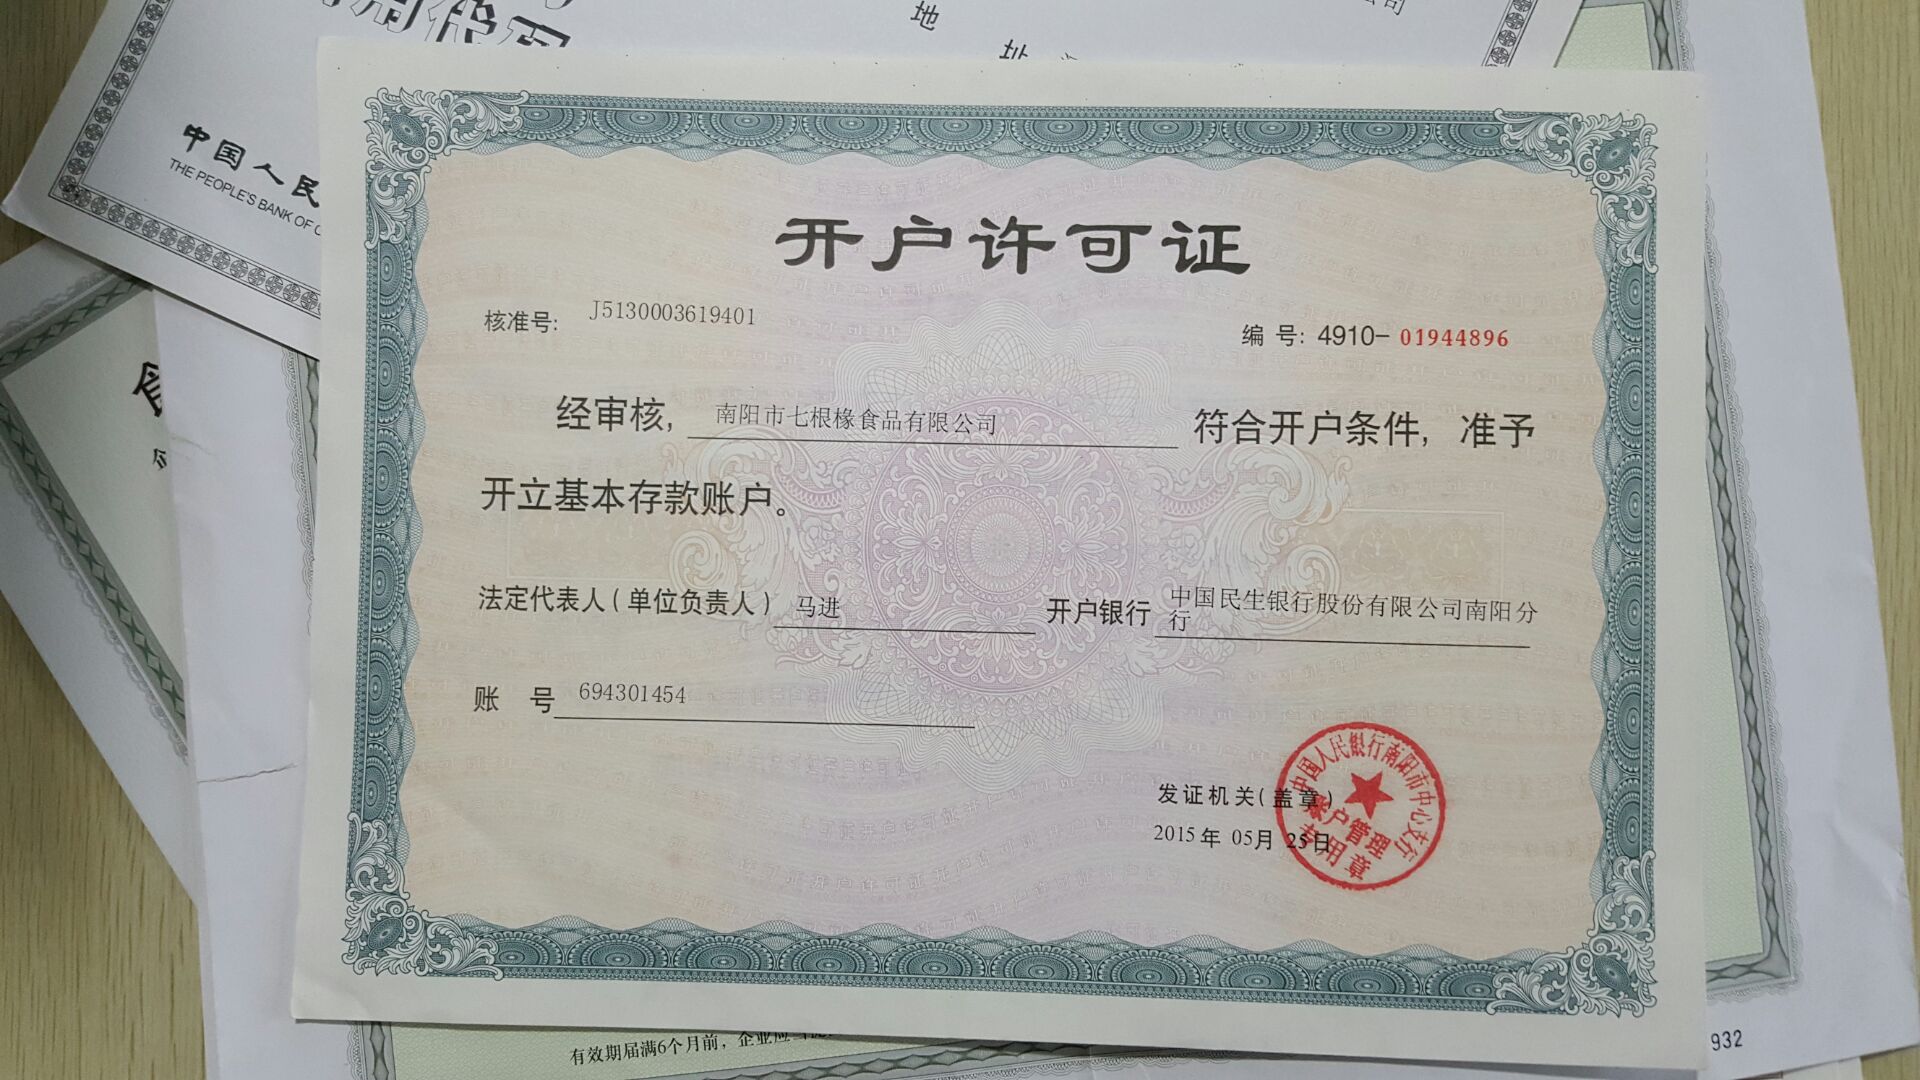 地
址
中国人民
THE PEOPLE'S BANK OF C
开户许可证
核准号: J5130003619401
编 号: 4910-01944896
经审核, 南阳市七根椽食品有限公司 符合开户条件, 准予
开立基本存款账户。
法定代表人(单位负责人) 马进 开户银行 中国民生银行股份有限公司南阳分
行
账 号 694301454
发证机关(盖章)
2015年 05月 25日
中国人民银行南阳市中心支行
账户管理
专用章
有效期届满6个月前, 企业应
932